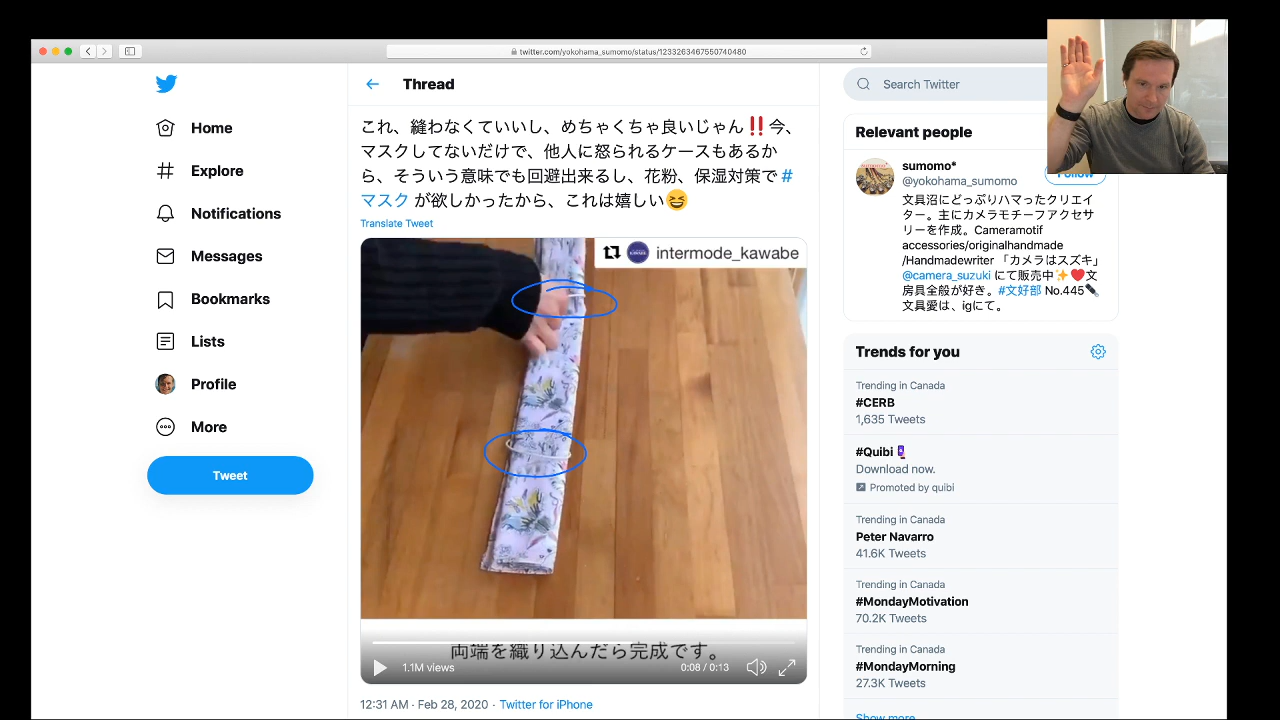 twitter.com/yokohama_sumomo/status/1233263467550740480
Home
Explore
Notifications
Messages
Bookmarks
Lists
Profile
More
Tweet
Thread
これ、縫わなくていいし、めちゃくちゃ良いじゃん‼️今、
マスクしてないだけで、他人に怒られるケースもあるか
ら、そういう意味でも回避出来るし、花粉、保湿対策で#
マスク が欲しかったから、これは嬉しい😆
Translate Tweet
intermode_kawabe
両端を織り込んだら完成です。
1.1M views
0:08 / 0:13
12:31 AM · Feb 28, 2020 · Twitter for iPhone
Search Twitter
Relevant people
sumomo*
@yokohama_sumomo
Follow
文具沼にどっぷりハマったクリエイ
ター。主にカメラモチーフアクセサ
リーを作成。Cameramotif
accessories/originalhandmade
/Handmadewriter 「カメラはスズキ」
@camera_suzuki にて販売中✨❤️文
房具全般が好き。#文好部 No.445✒️
文具愛は、igにて。
Trends for you
Trending in Canada
#CERB
1,635 Tweets
#Quibi
Download now.
Promoted by quibi
Trending in Canada
Peter Navarro
41.6K Tweets
Trending in Canada
#MondayMotivation
70.2K Tweets
Trending in Canada
#MondayMorning
27.3K Tweets
Show more